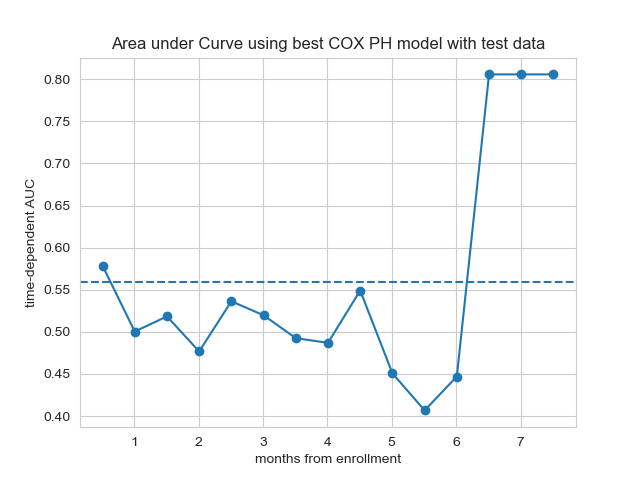 Area under Curve using best COX PH model with test data
time-dependent AUC
0.80
0.75
0.70
0.65
0.60
0.55
0.50
0.45
0.40
1 2 3 4 5 6 7
months from enrollment